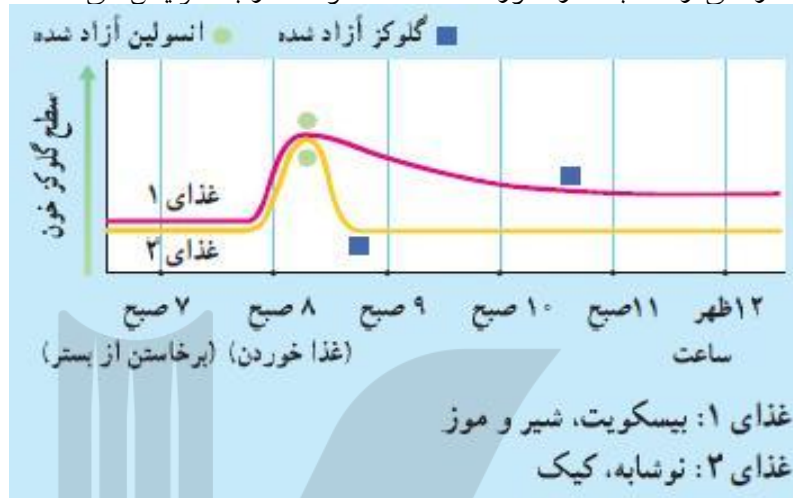 گلوکز آزاد شده انسولین آزاد شده
سطح گلوکز خون
غذای ۱
غذای ۲
۷ صبح ۸ صبح ۹ صبح ۱۰ صبح ۱۱صبح ۱۲ظهر
(برخاستن از بستر) (غذا خوردن) ساعت
غذای ۱: بیسکویت، شیر و موز
غذای ۲: نوشابه، کیک